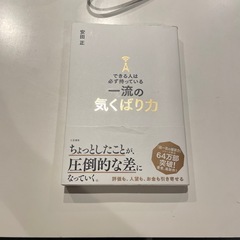 安田 正
できる人は
必ず持っている
一流の
気くばり力
ちょっとしたことが、
圧倒的な差に
なっていく。
64万部
突破!
評価も、人望も、お金も引き寄せる